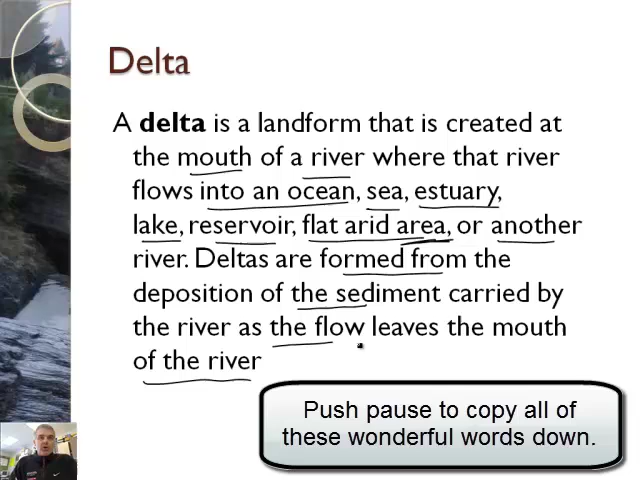 Delta
A delta is a landform that is created at
the mouth of a river where that river
flows into an ocean, sea, estuary,
lake, reservoir, flat arid area, or another
river. Deltas are formed from the
deposition of the sediment carried by
the river as the flow leaves the mouth
of the river
Push pause to copy all of
these wonderful words down.